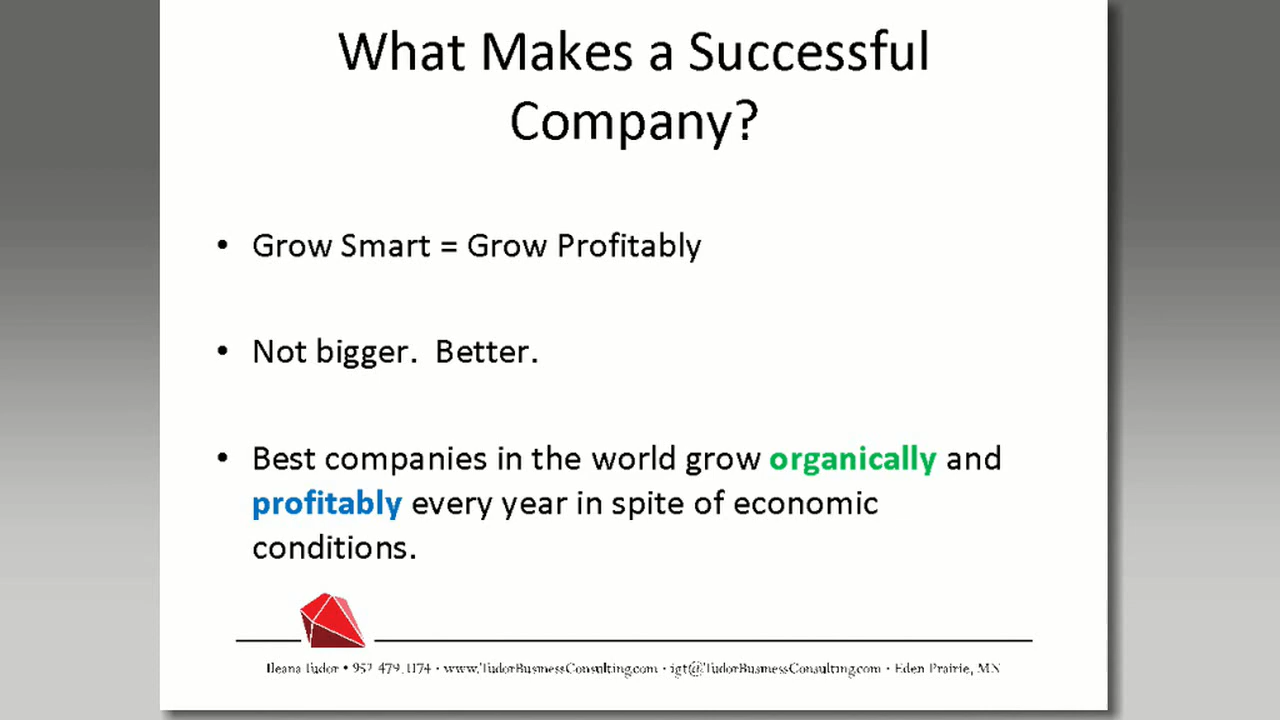 What Makes a Successful
Company?
• Grow Smart = Grow Profitably
• Not bigger.  Better.
• Best companies in the world grow organically and
profitably every year in spite of economic
conditions.
Ileana Tudor • 952-479-1174 • www.TudorBusinessConsulting.com • igt@TudorBusinessConsulting.com • Eden Prairie, MN